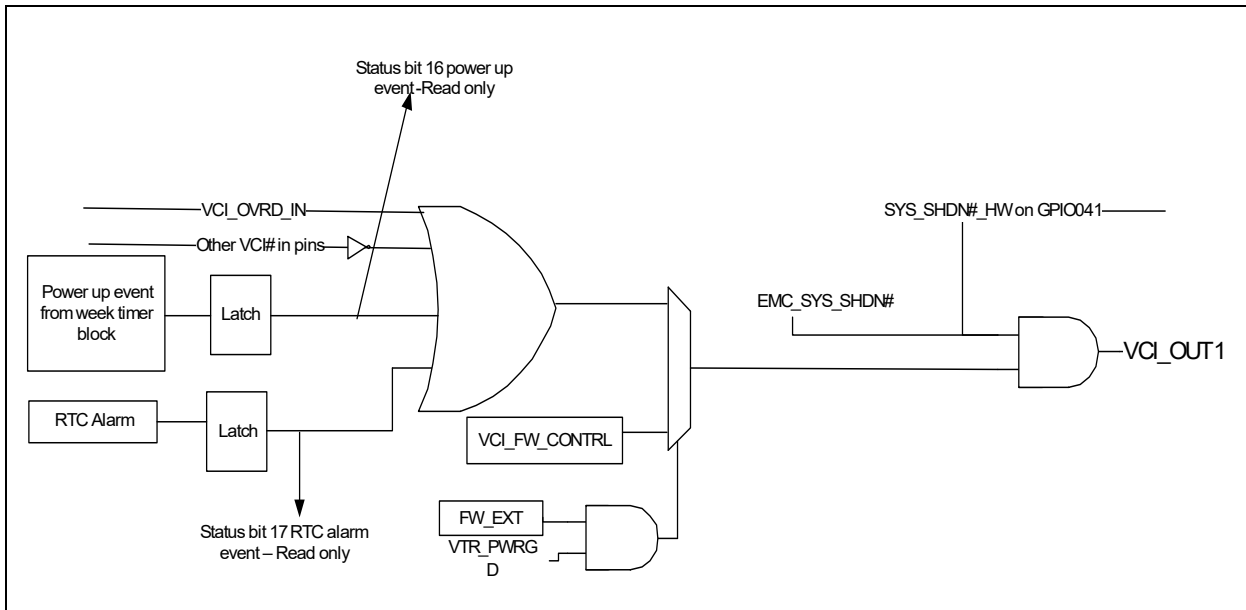 Status bit 16 power up
event-Read only
VCI_OVRD_IN
SYS_SHDN#_HW on GPIO041
Other VCI# in pins
Power up event
from week timer
block
Latch
EMC_SYS_SHDN#
VCI_OUT1
RTC Alarm
Latch
VCI_FW_CONTRL
FW_EXT
VTR_PWRG
D
Status bit 17 RTC alarm
event – Read only